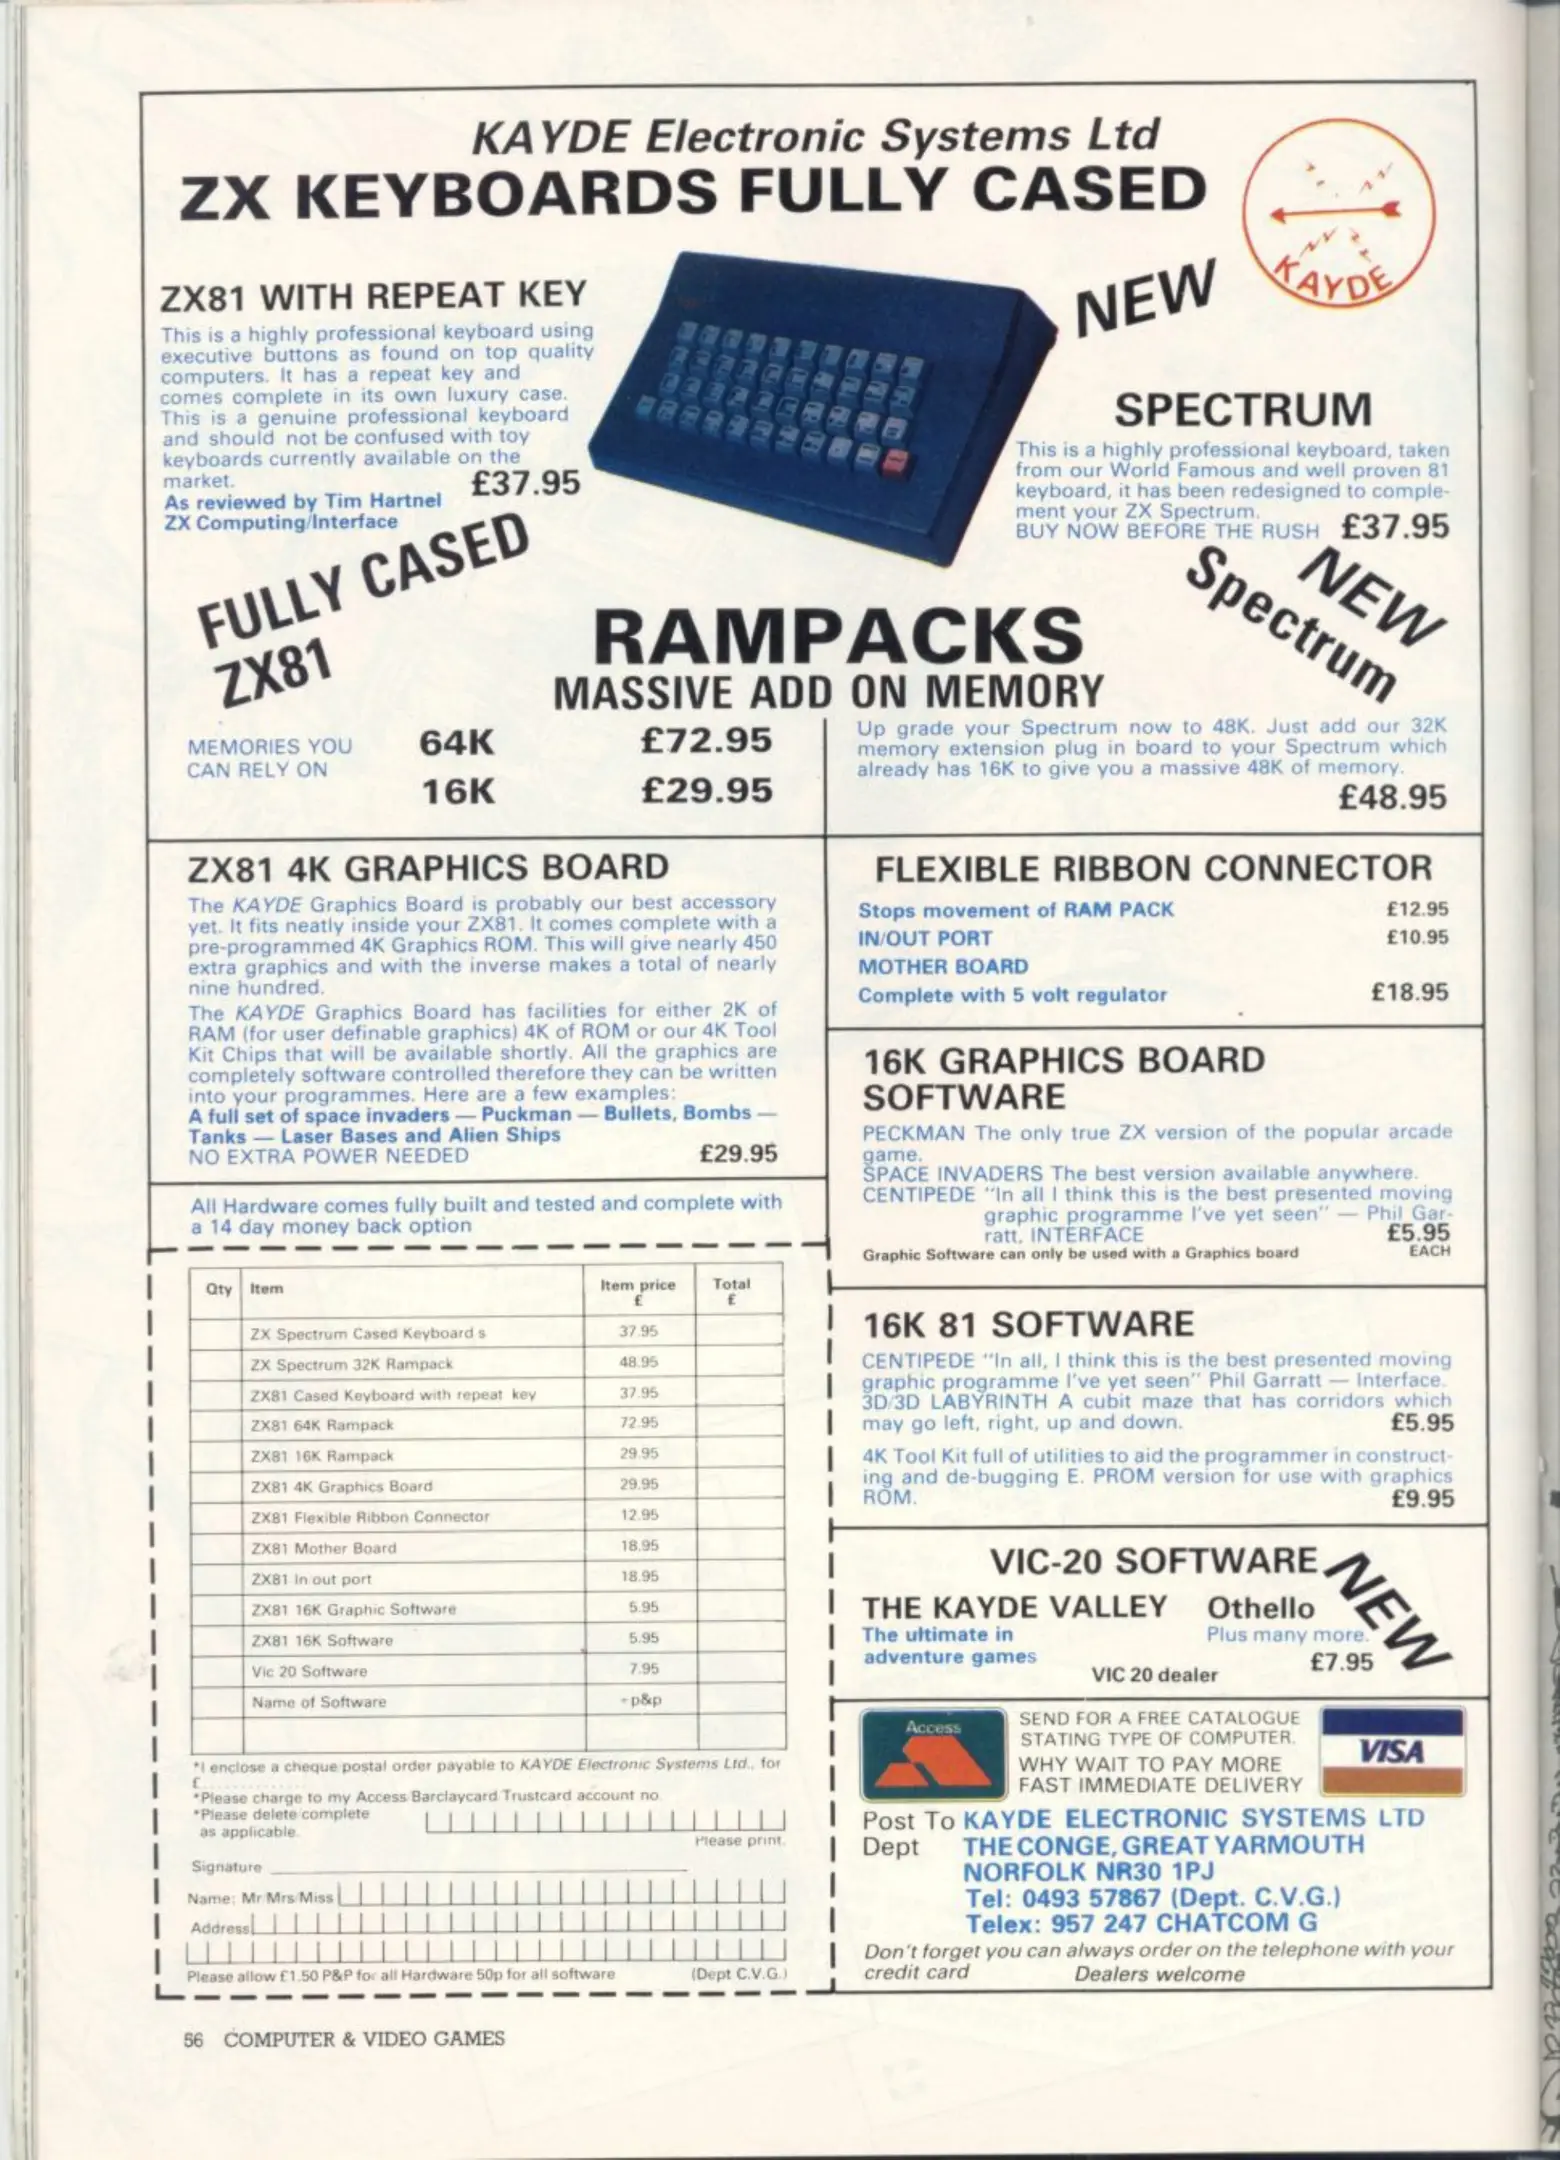 KAYDE Electronic Systems Ltd
ZX KEYBOARDS FULLY CASED
KAYDE
ZX81 WITH REPEAT KEY
This is a highly professional keyboard using
executive buttons as found on top quality
computers. It has a repeat key and
comes complete in its own luxury case.
This is a genuine professional keyboard
and should not be confused with toy
keyboards currently available on the
market.
£37.95
As reviewed by Tim Hartnel
ZX Computing/Interface
FULLY CASED
ZX81
NEW
SPECTRUM
This is a highly professional keyboard, taken
from our World Famous and well proven 81
keyboard, it has been redesigned to comple-
ment your ZX Spectrum.
BUY NOW BEFORE THE RUSH £37.95
NEW
Spectrum
RAMPACKS
MASSIVE ADD ON MEMORY
MEMORIES YOU
CAN RELY ON
64K £72.95
16K £29.95
Up grade your Spectrum now to 48K. Just add our 32K
memory extension plug in board to your Spectrum which
already has 16K to give you a massive 48K of memory.
£48.95
ZX81 4K GRAPHICS BOARD
The KAYDE Graphics Board is probably our best accessory
yet. It fits neatly inside your ZX81. It comes complete with a
pre-programmed 4K Graphics ROM. This will give nearly 450
extra graphics and with the inverse makes a total of nearly
nine hundred.
The KAYDE Graphics Board has facilities for either 2K of
RAM (for user definable graphics) 4K of ROM or our 4K Tool
Kit Chips that will be available shortly. All the graphics are
completely software controlled therefore they can be written
into your programmes. Here are a few examples:
A full set of space invaders — Puckman — Bullets, Bombs —
Tanks — Laser Bases and Alien Ships
NO EXTRA POWER NEEDED £29.95
All Hardware comes fully built and tested and complete with
a 14 day money back option
FLEXIBLE RIBBON CONNECTOR
Stops movement of RAM PACK £12.95
IN/OUT PORT £10.95
MOTHER BOARD
Complete with 5 volt regulator £18.95
16K GRAPHICS BOARD
SOFTWARE
PECKMAN The only true ZX version of the popular arcade
game.
SPACE INVADERS The best version available anywhere.
CENTIPEDE "In all I think this is the best presented moving
graphic programme I've yet seen" — Phil Gar-
ratt, INTERFACE £5.95
Graphic Software can only be used with a Graphics board EACH
16K 81 SOFTWARE
CENTIPEDE "In all, I think this is the best presented moving
graphic programme I've yet seen" Phil Garratt — Interface.
3D/3D LABYRINTH A cubit maze that has corridors which
may go left, right, up and down. £5.95
4K Tool Kit full of utilities to aid the programmer in construct-
ing and de-bugging E. PROM version for use with graphics
ROM. £9.95
VIC-20 SOFTWARE
NEW
THE KAYDE VALLEY Othello
The ultimate in Plus many more.
adventure games £7.95
VIC 20 dealer
Access
SEND FOR A FREE CATALOGUE
STATING TYPE OF COMPUTER.
WHY WAIT TO PAY MORE
FAST IMMEDIATE DELIVERY
VISA
Post To KAYDE ELECTRONIC SYSTEMS LTD
Dept THE CONGE, GREAT YARMOUTH
NORFOLK NR30 1PJ
Tel: 0493 57867 (Dept. C.V.G.)
Telex: 957 247 CHATCOM G
Don't forget you can always order on the telephone with your
credit card Dealers welcome
Qty Item Item price £ Total £
ZX Spectrum Cased Keyboard s 37.95
ZX Spectrum 32K Rampack 48.95
ZX81 Cased Keyboard with repeat key 37.95
ZX81 64K Rampack 72.95
ZX81 16K Rampack 29.95
ZX81 4K Graphics Board 29.95
ZX81 Flexible Ribbon Connector 12.95
ZX81 Mother Board 18.95
ZX81 In out port 18.95
ZX81 16K Graphic Software 5.95
ZX81 16K Software 5.95
Vic 20 Software 7.95
Name of Software +p&p
*I enclose a cheque postal order payable to KAYDE Electronic Systems Ltd., for
£............
*Please charge to my Access Barclaycard Trustcard account no.
*Please delete complete
as applicable.
Please print.
Signature
Name: Mr Mrs Miss
Address
Please allow £1.50 P&P for all Hardware 50p for all software (Dept C.V.G.)
56 COMPUTER & VIDEO GAMES